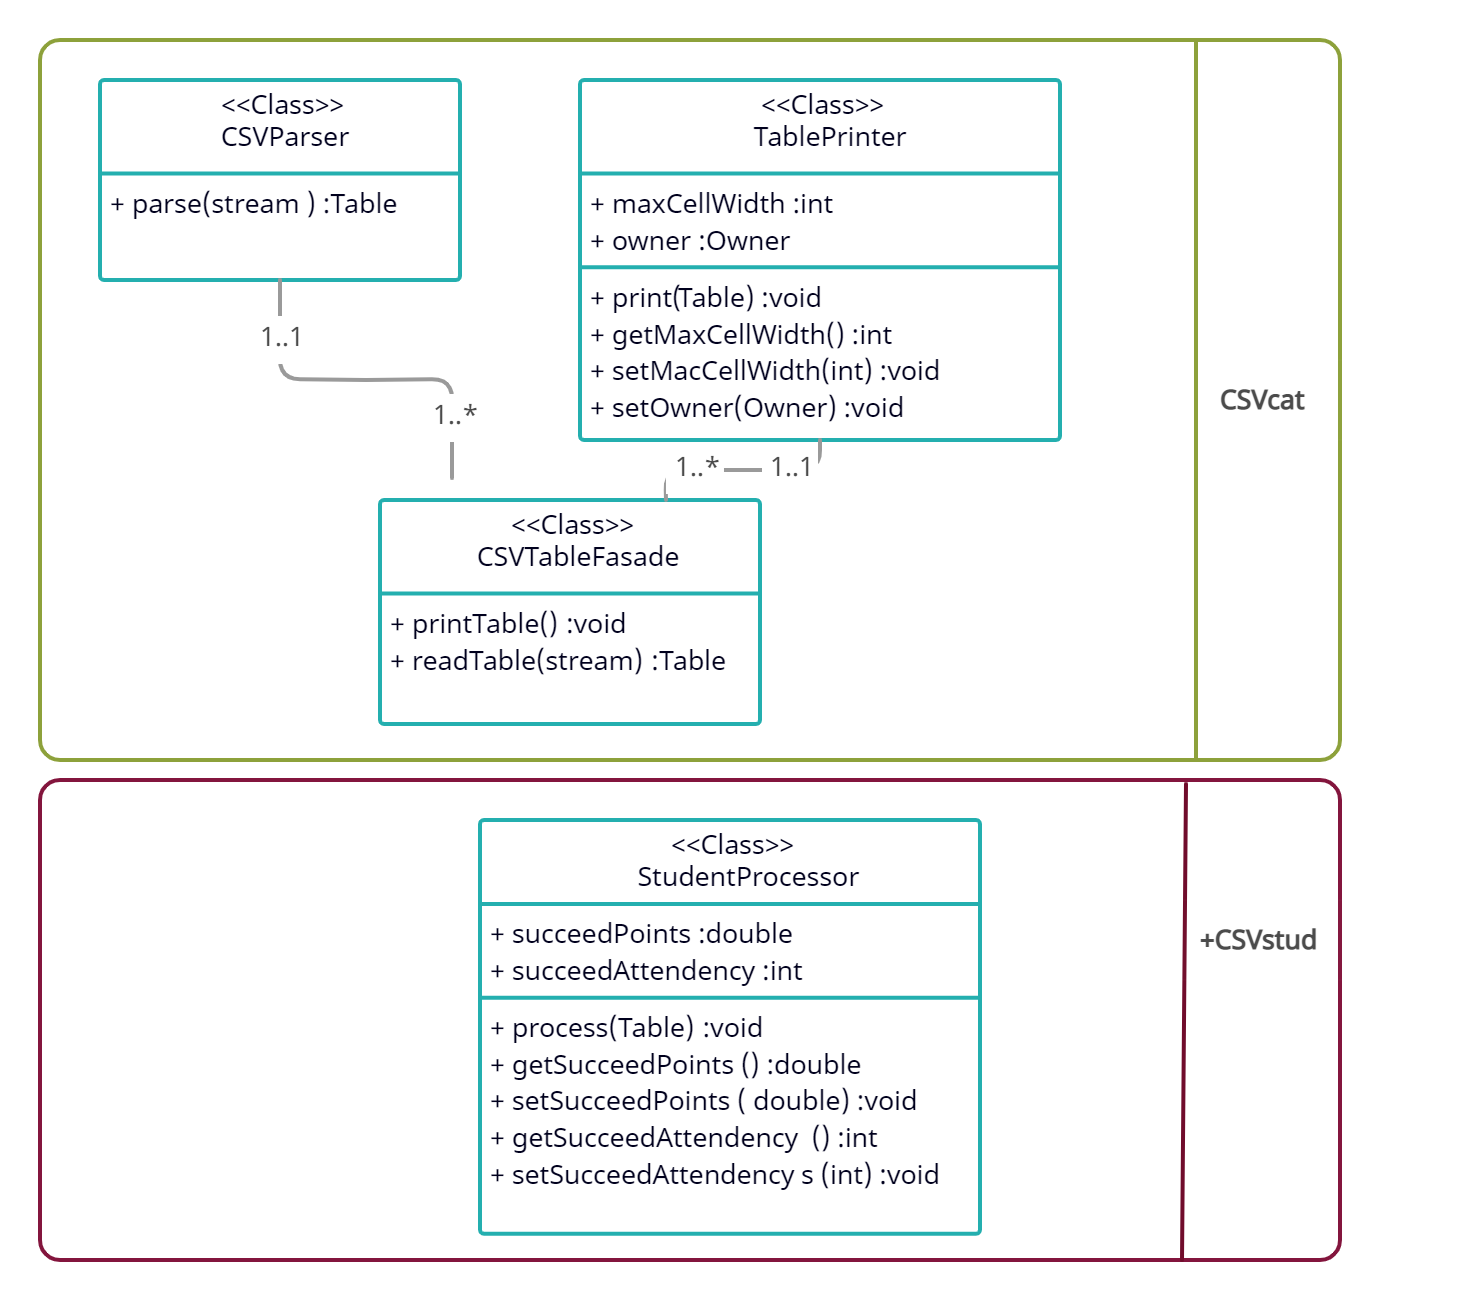 <<Class>>
CSVParser
+ parse(stream ) :Table
1..1
1..*
<<Class>>
TablePrinter
+ maxCellWidth :int
+ owner :Owner
+ print(Table) :void
+ getMaxCellWidth() :int
+ setMacCellWidth(int) :void
+ setOwner(Owner) :void
1..*
1..1
<<Class>>
CSVTableFasade
+ printTable() :void
+ readTable(stream) :Table
CSVcat
<<Class>>
StudentProcessor
+ succeedPoints :double
+ succeedAttendency :int
+ process(Table) :void
+ getSucceedPoints () :double
+ setSucceedPoints ( double) :void
+ getSucceedAttendency  () :int
+ setSucceedAttendency s (int) :void
+CSVstud